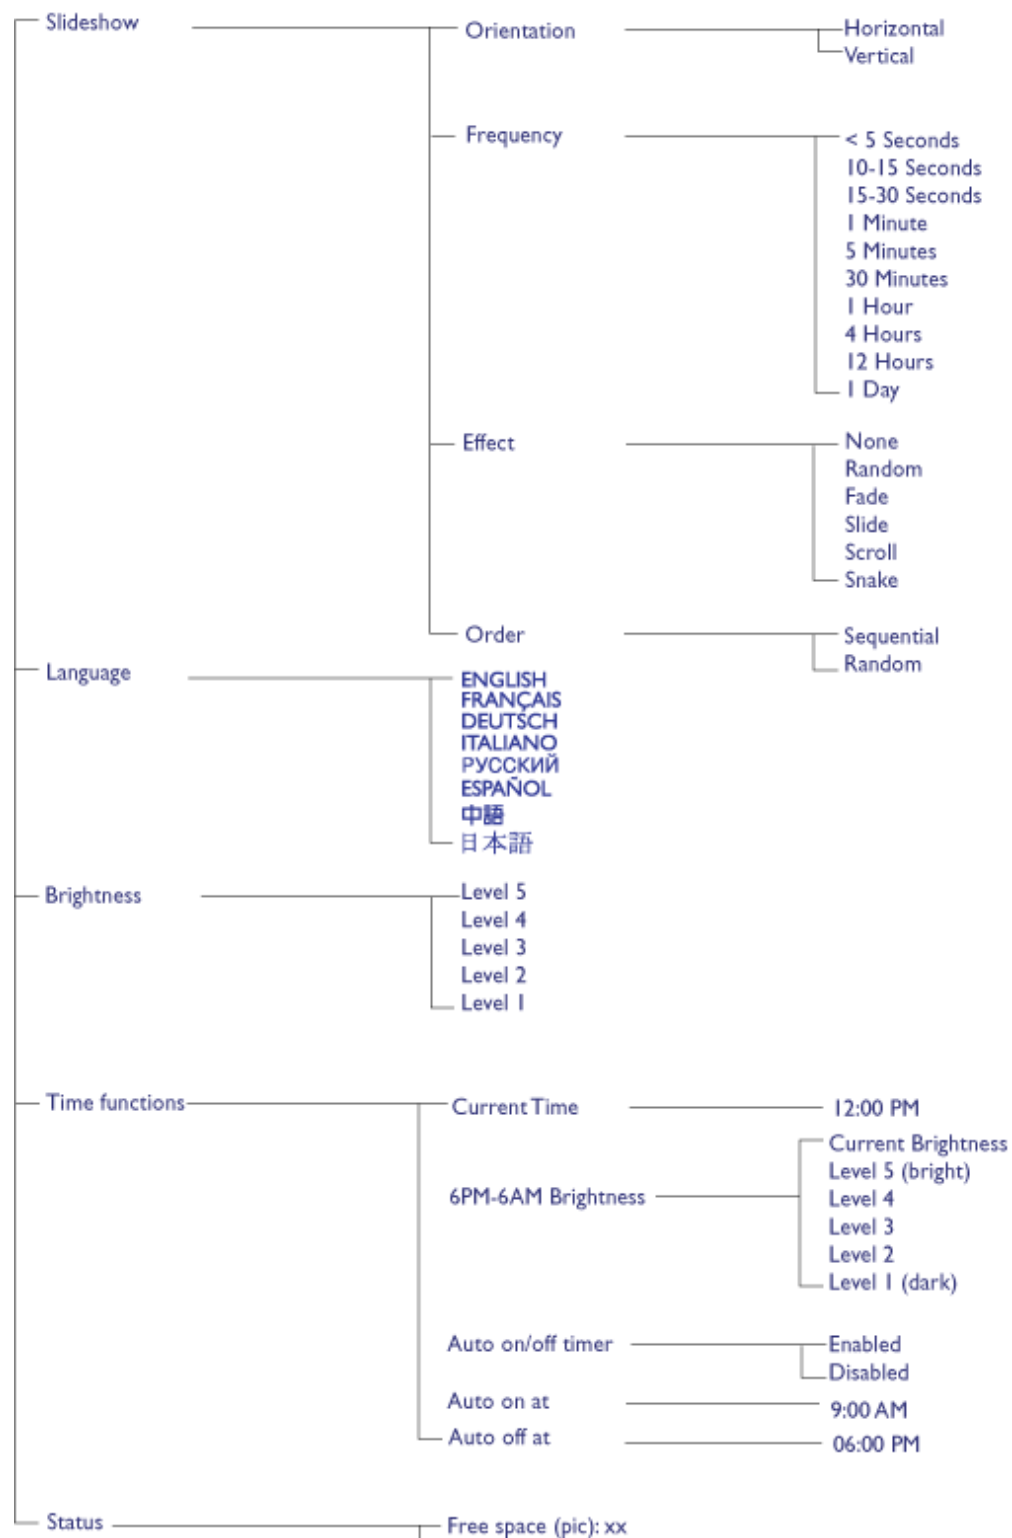 Slideshow
Orientation
Horizontal
Vertical
Frequency
< 5 Seconds
10-15 Seconds
15-30 Seconds
1 Minute
5 Minutes
30 Minutes
1 Hour
4 Hours
12 Hours
1 Day
Effect
None
Random
Fade
Slide
Scroll
Snake
Order
Sequential
Random
Language
ENGLISH
FRANÇAIS
DEUTSCH
ITALIANO
РУССКИЙ
ESPAÑOL
中語
日本語
Brightness
Level 5
Level 4
Level 3
Level 2
Level 1
Time functions
Current Time
12:00 PM
6PM-6AM Brightness
Current Brightness
Level 5 (bright)
Level 4
Level 3
Level 2
Level 1 (dark)
Auto on/off timer
Enabled
Disabled
Auto on at
9:00 AM
Auto off at
06:00 PM
Status
Free space (pic): xx